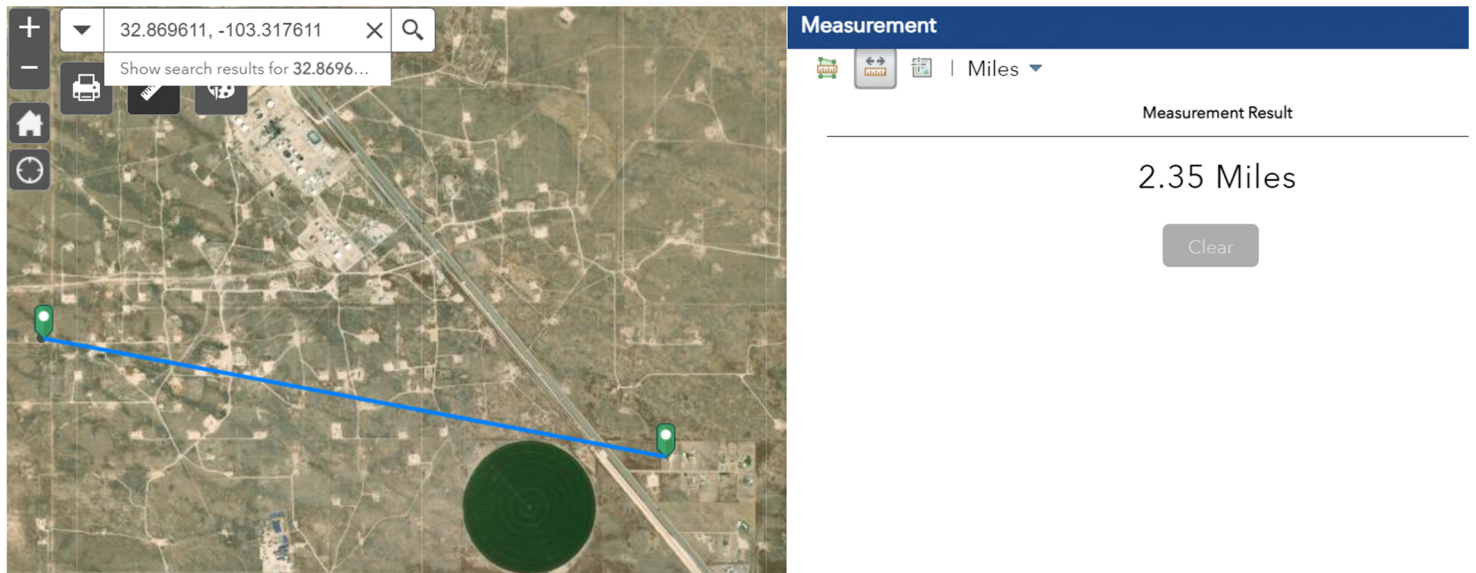 +
32.869611, -103.317611
−
Show search results for 32.8696...
Measurement
Miles
Measurement Result
2.35 Miles
Clear